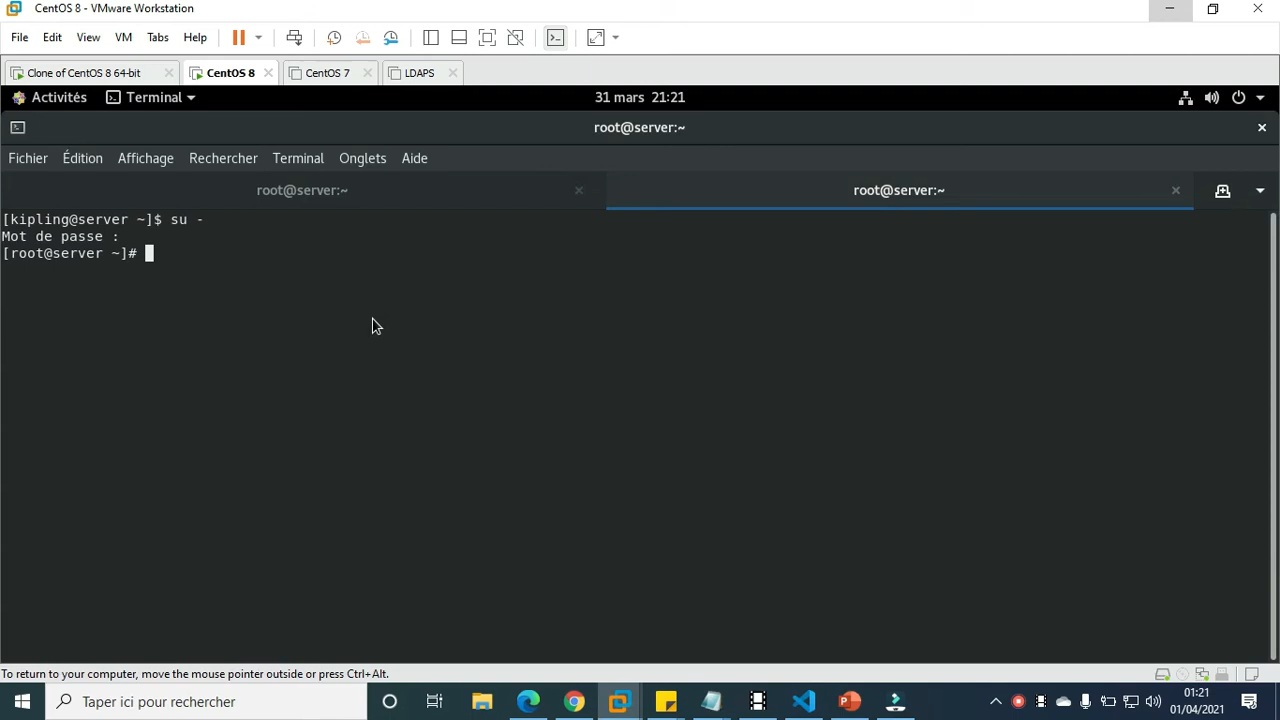 CentOS 8 - VMware Workstation
File Edit View VM Tabs Help
Clone of CentOS 8 64-bit CentOS 8 CentOS 7 LDAPS
Activités Terminal 31 mars 21:21
root@server:~
Fichier Édition Affichage Rechercher Terminal Onglets Aide
root@server:~ root@server:~
[kipling@server ~]$ su -
Mot de passe :
[root@server ~]#
To return to your computer, move the mouse pointer outside or press Ctrl+Alt.
Taper ici pour rechercher
01:21
01/04/2021